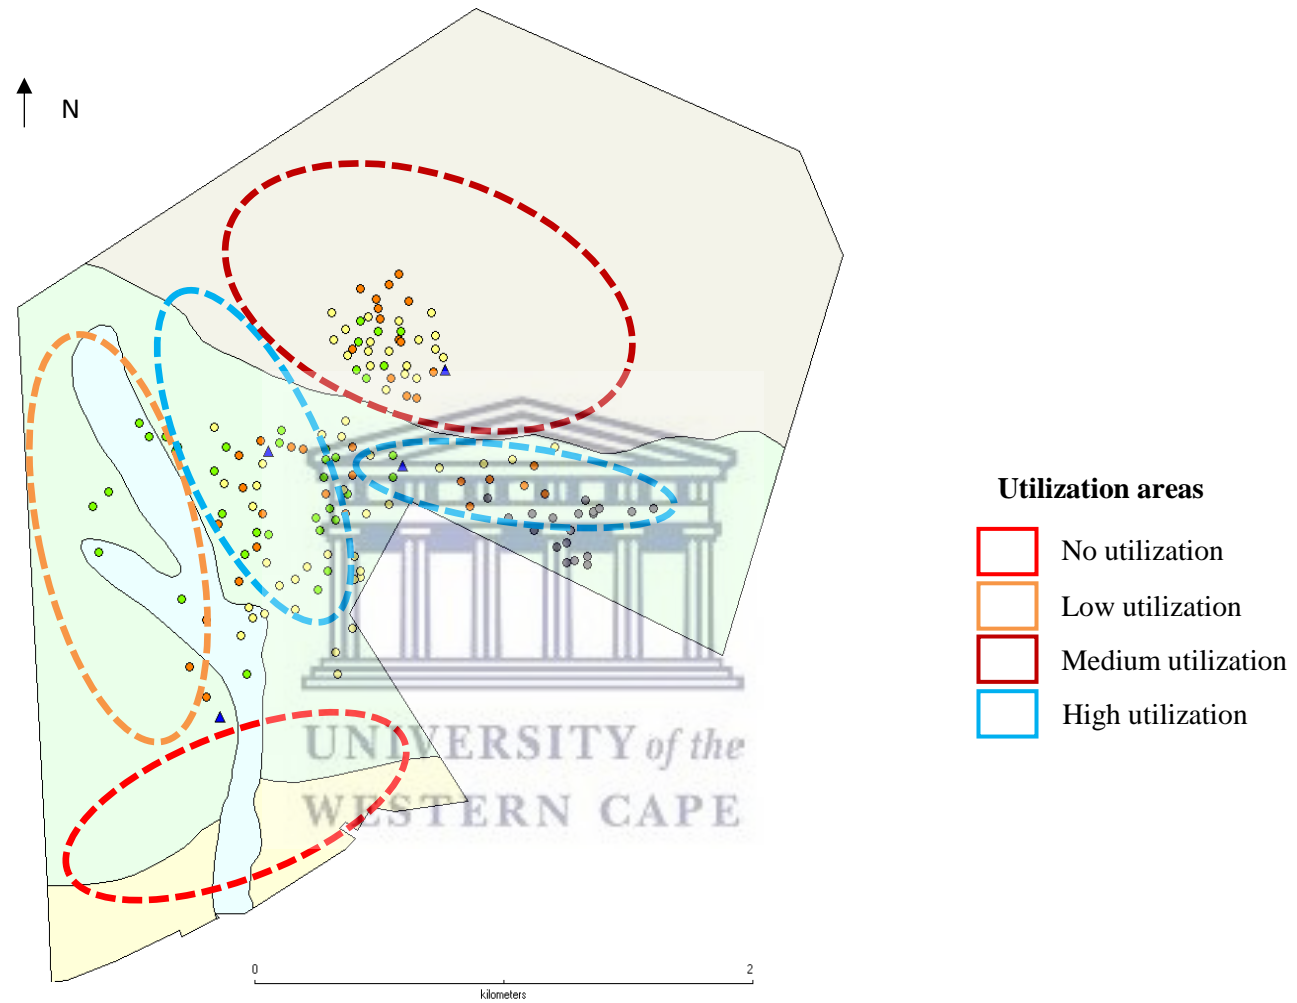 N
Utilization areas
No utilization
Low utilization
Medium utilization
High utilization
UNIVERSITY of the
WESTERN CAPE
0 2
kilometers